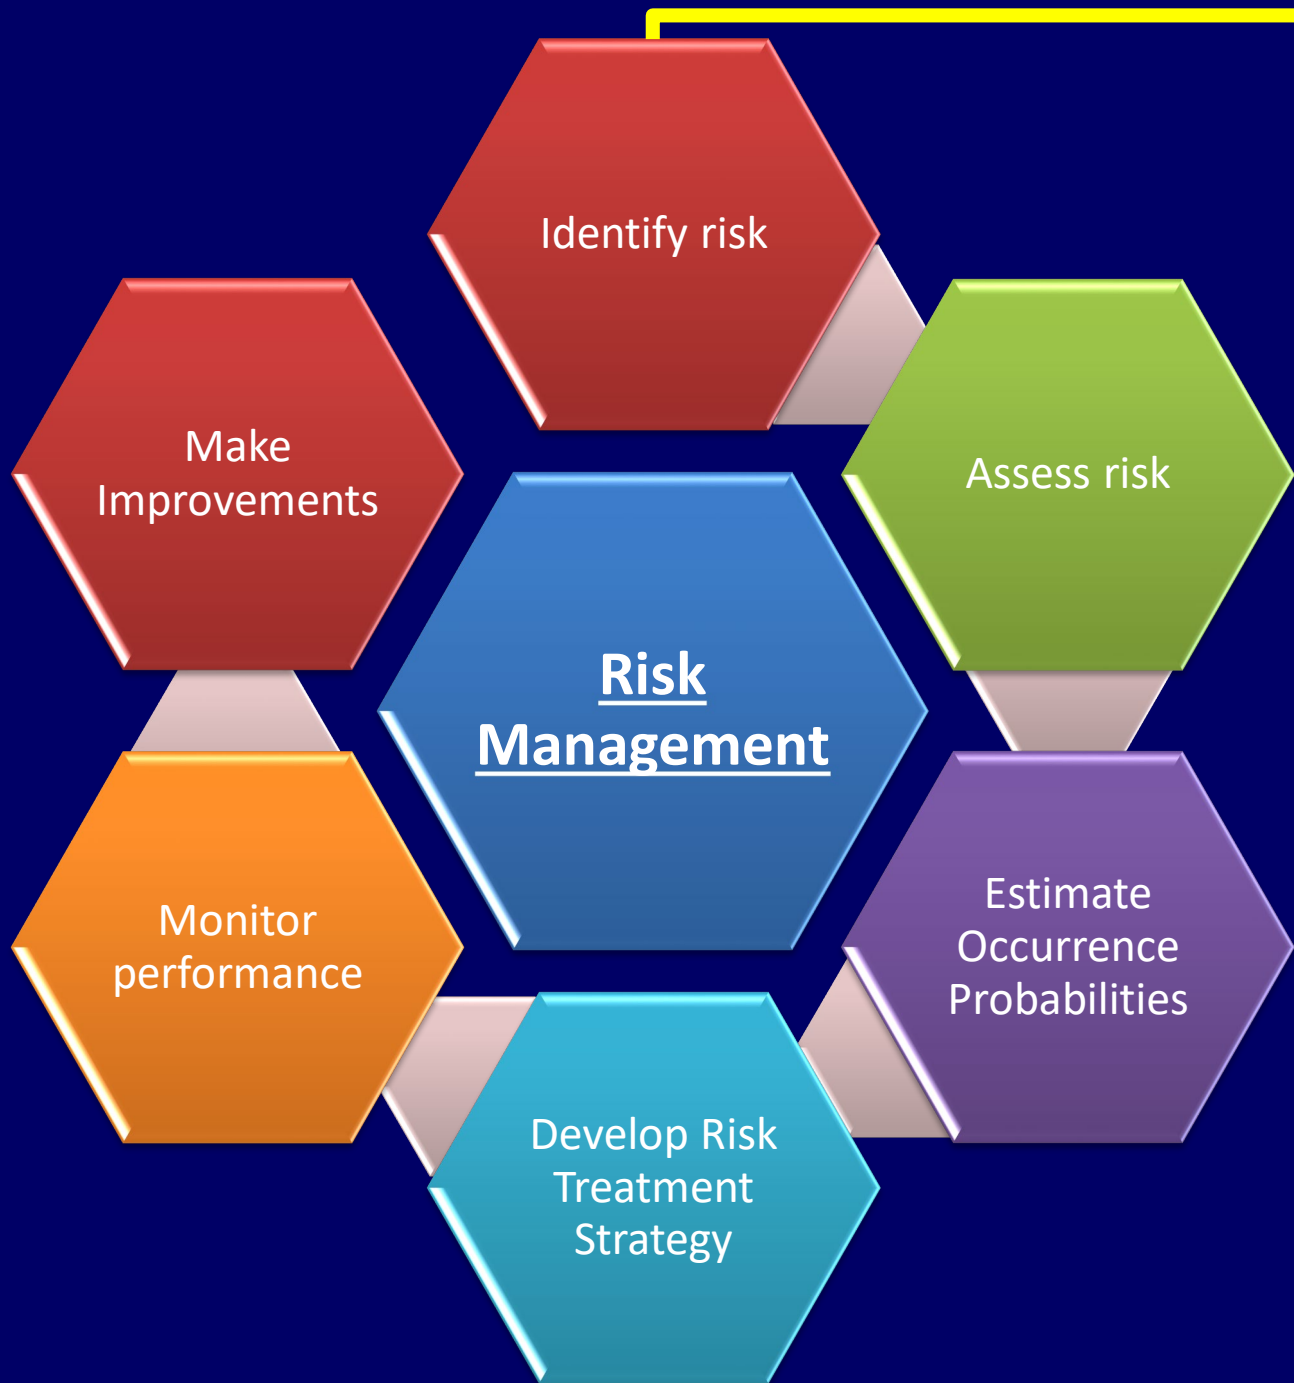 Identify risk
Assess risk
Estimate
Occurrence
Probabilities
Develop Risk
Treatment
Strategy
Monitor
performance
Make
Improvements
Risk
Management